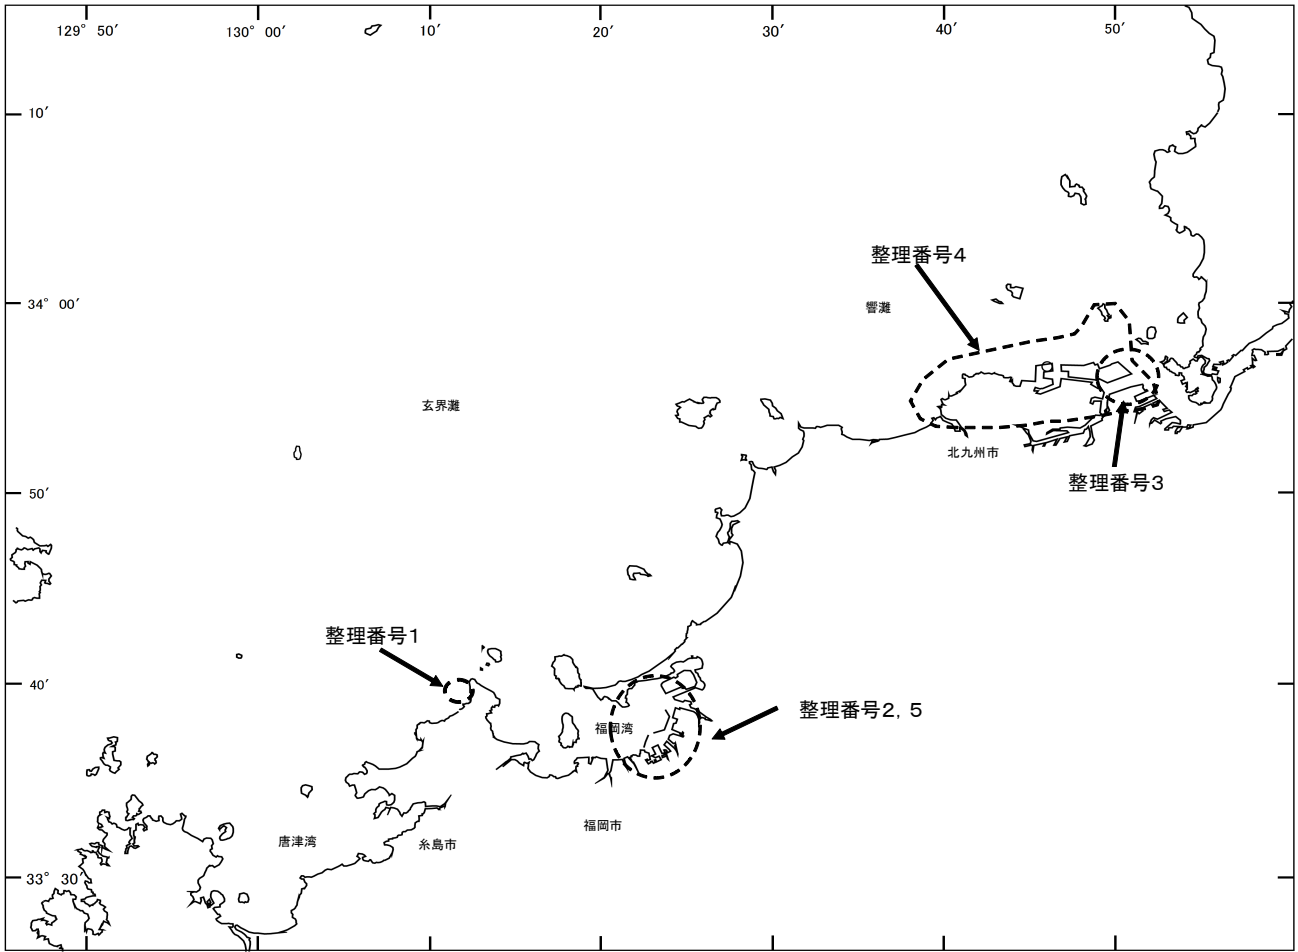 129° 50′
130° 00′
10′
20′
30′
40′
50′
10′
整理番号4
34° 00′
響灘
玄界灘
北九州市
整理番号3
50′
整理番号1
40′
整理番号2, 5
福岡湾
福岡市
唐津湾
糸島市
33° 30′